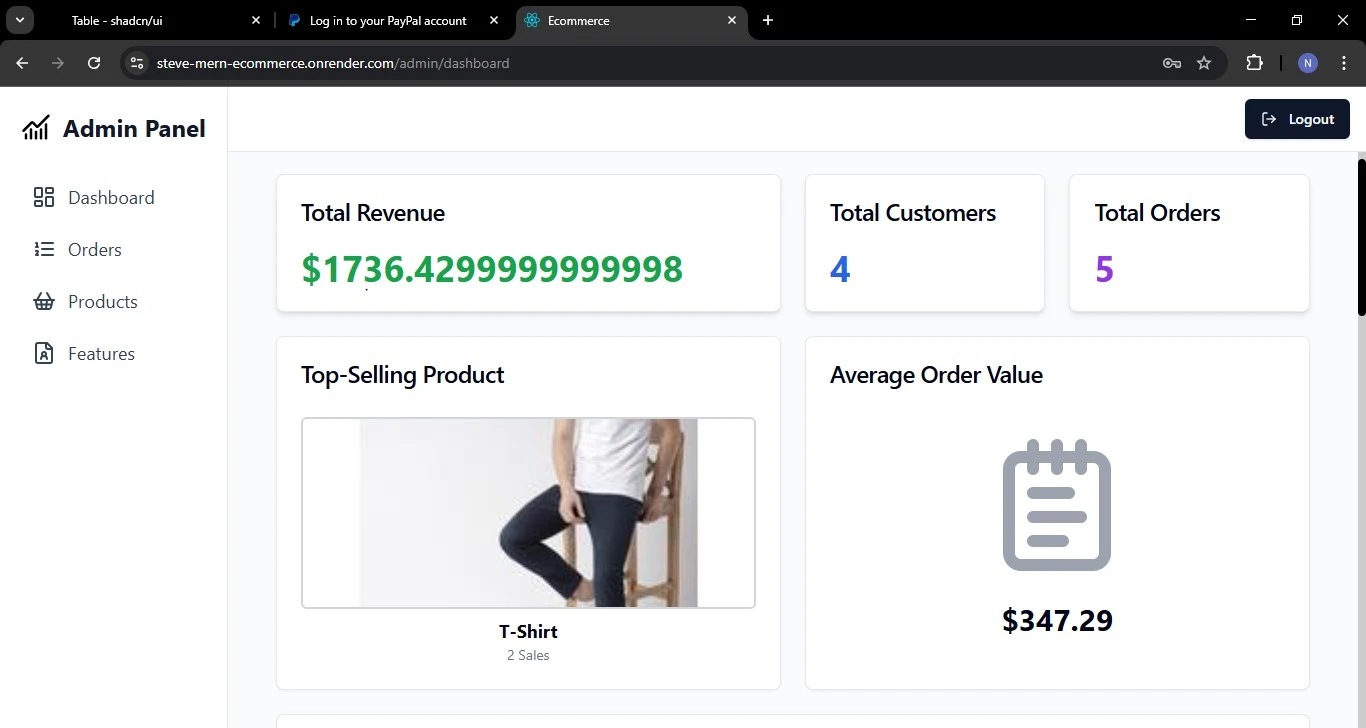 Table - shadcn/ui
Log in to your PayPal account
Ecommerce
steve-mern-ecommerce.onrender.com/admin/dashboard
N
Admin Panel
Logout
Dashboard
Orders
Products
Features
Total Revenue
$1736.4299999999998
Total Customers
4
Total Orders
5
Top-Selling Product
T-Shirt
2 Sales
Average Order Value
$347.29